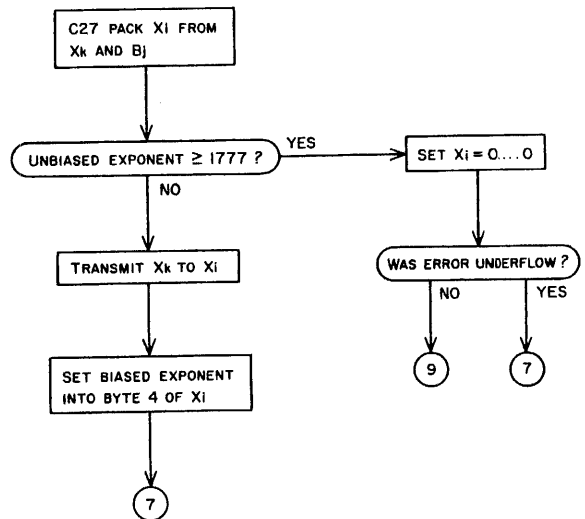 C27 PACK Xi FROM
Xk AND Bj
UNBIASED EXPONENT ≥ 1777 ?
YES
SET Xi = 0....0
NO
TRANSMIT Xk TO Xi
WAS ERROR UNDERFLOW ?
NO
YES
SET BIASED EXPONENT
INTO BYTE 4 OF Xi
9
7
7